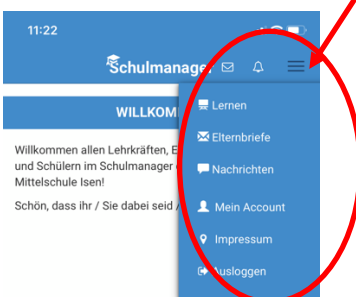 11:22
Schulmanager
WILLKOM
Willkommen allen Lehrkräften, E
und Schülern im Schulmanager
Mittelschule Isen!
Schön, dass ihr / Sie dabei seid /
Lernen
Elternbriefe
Nachrichten
Mein Account
Impressum
Ausloggen